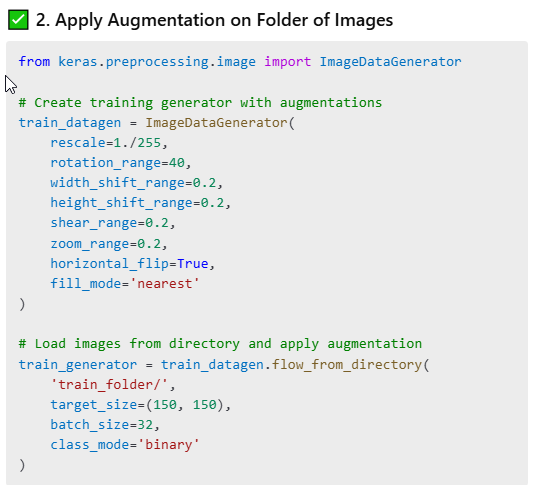 ✅ 2. Apply Augmentation on Folder of Images
from keras.preprocessing.image import ImageDataGenerator
# Create training generator with augmentations
train_datagen = ImageDataGenerator(
    rescale=1./255,
    rotation_range=40,
    width_shift_range=0.2,
    height_shift_range=0.2,
    shear_range=0.2,
    zoom_range=0.2,
    horizontal_flip=True,
    fill_mode='nearest'
)
# Load images from directory and apply augmentation
train_generator = train_datagen.flow_from_directory(
    'train_folder/',
    target_size=(150, 150),
    batch_size=32,
    class_mode='binary'
)